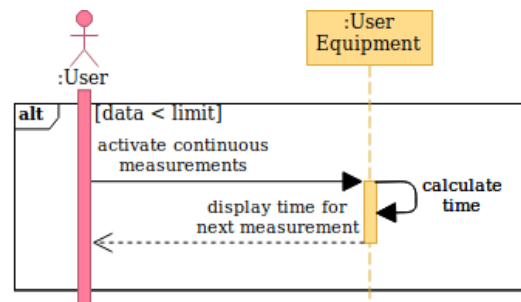 :User
Equipment
:User
alt
[data < limit]
activate continuous
measurements
calculate
time
display time for
next measurement